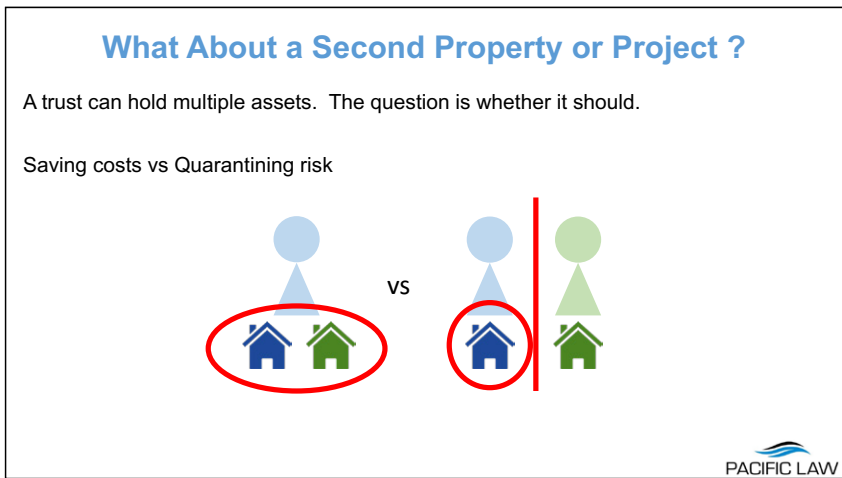 What About a Second Property or Project ?
A trust can hold multiple assets.  The question is whether it should.
Saving costs vs Quarantining risk
vs
PACIFIC LAW